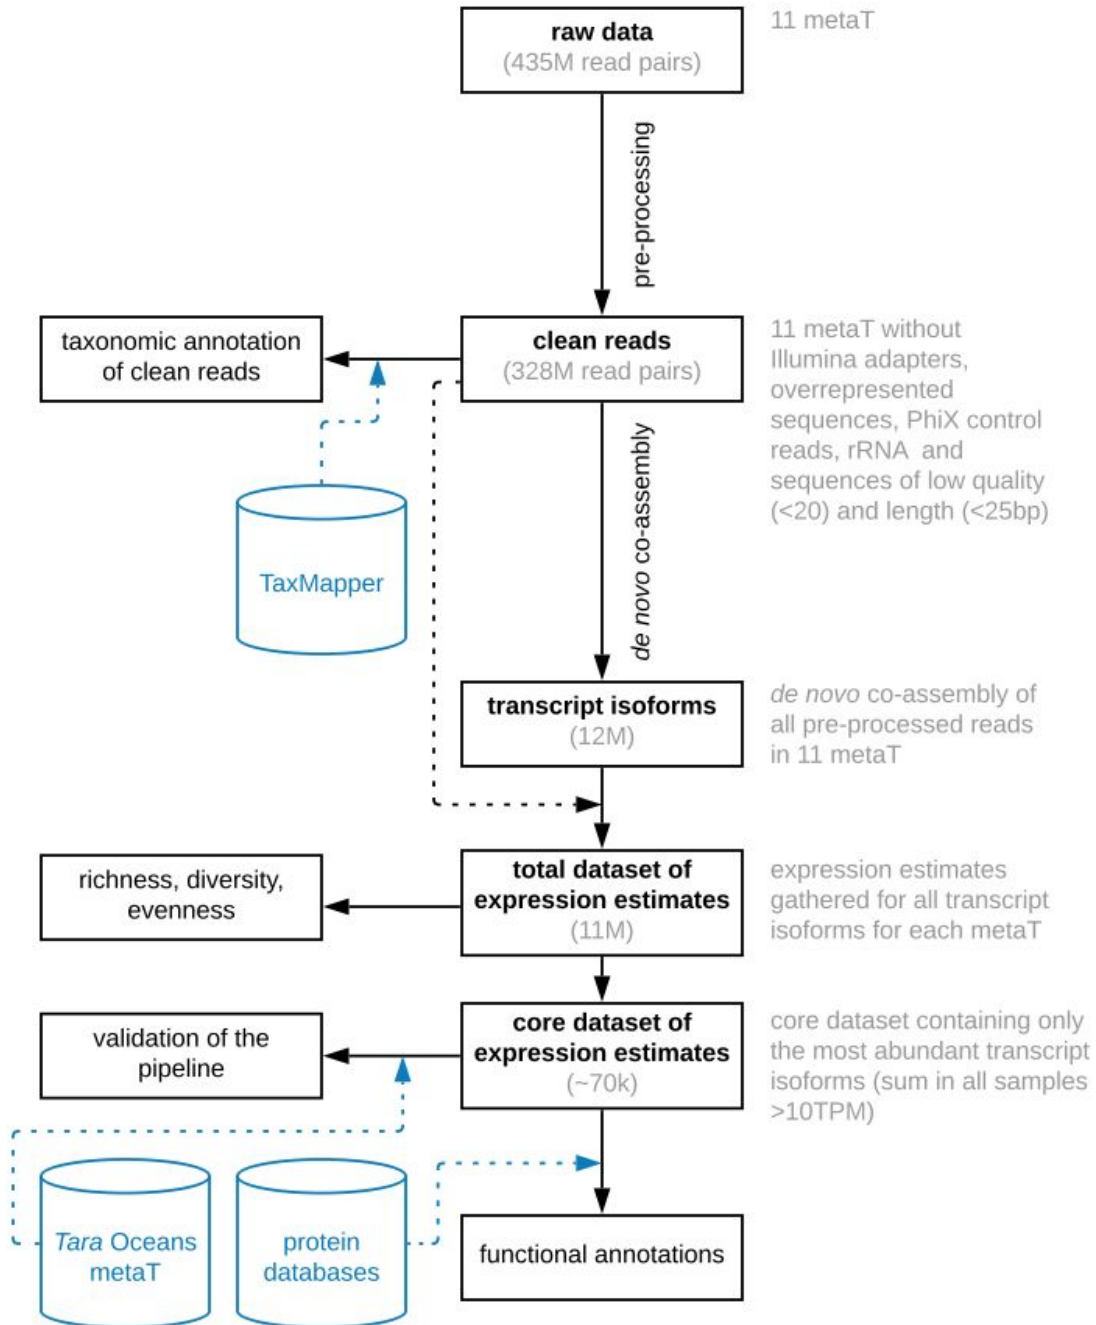 raw data
(435M read pairs)
11 metaT
pre-processing
taxonomic annotation
of clean reads
clean reads
(328M read pairs)
11 metaT without
Illumina adapters,
overrepresented
sequences, PhiX control
reads, rRNA and
sequences of low quality
(<20) and length (<25bp)
TaxMapper
de novo co-assembly
transcript isoforms
(12M)
de novo co-assembly of
all pre-processed reads
in 11 metaT
richness, diversity,
evenness
total dataset of
expression estimates
(11M)
expression estimates
gathered for all transcript
isoforms for each metaT
validation of the
pipeline
core dataset of
expression estimates
(~70k)
core dataset containing only
the most abundant transcript
isoforms (sum in all samples
>10TPM)
Tara Oceans
metaT
protein
databases
functional annotations